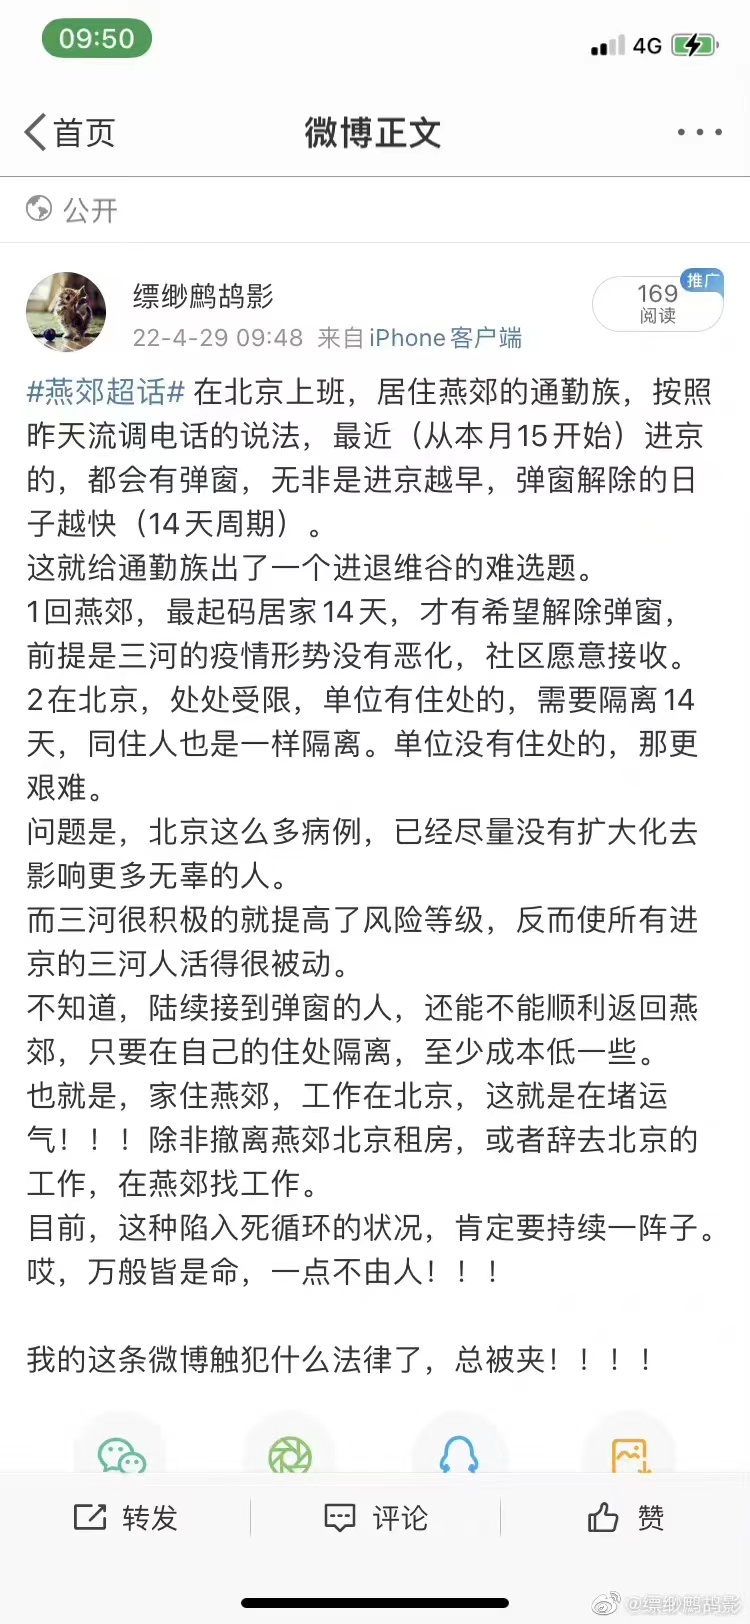 09:50
4G
首页
微博正文
公开
缥缈鹧鸪影
推广
169
阅读
22-4-29 09:48 来自 iPhone客户端
#燕郊超话# 在北京上班，居住燕郊的通勤族，按照
昨天流调电话的说法，最近（从本月15开始）进京
的，都会有弹窗，无非是进京越早，弹窗解除的日
子越快（14天周期）。
这就给通勤族出了一个进退维谷的难选题。
1回燕郊，最起码居家14天，才有希望解除弹窗，
前提是三河的疫情形势没有恶化，社区愿意接收。
2在北京，处处受限，单位有住处的，需要隔离14
天，同住人也是一样隔离。单位没有住处的，那更
艰难。
问题是，北京这么多病例，已经尽量没有扩大化去
影响更多无辜的人。
而三河很积极的就提高了风险等级，反而使所有进
京的三河人活得很被动。
不知道，陆续接到弹窗的人，还能不能顺利返回燕
郊，只要在自己的住处隔离，至少成本低一些。
也就是，家住燕郊，工作在北京，这就是在堵运
气！！！除非撤离燕郊北京租房，或者辞去北京的
工作，在燕郊找工作。
目前，这种陷入死循环的状况，肯定要持续一阵子。
哎，万般皆是命，一点不由人！！！
我的这条微博触犯什么法律了，总被夹！！！！
转发
评论
赞
@缥缈鹧鸪影